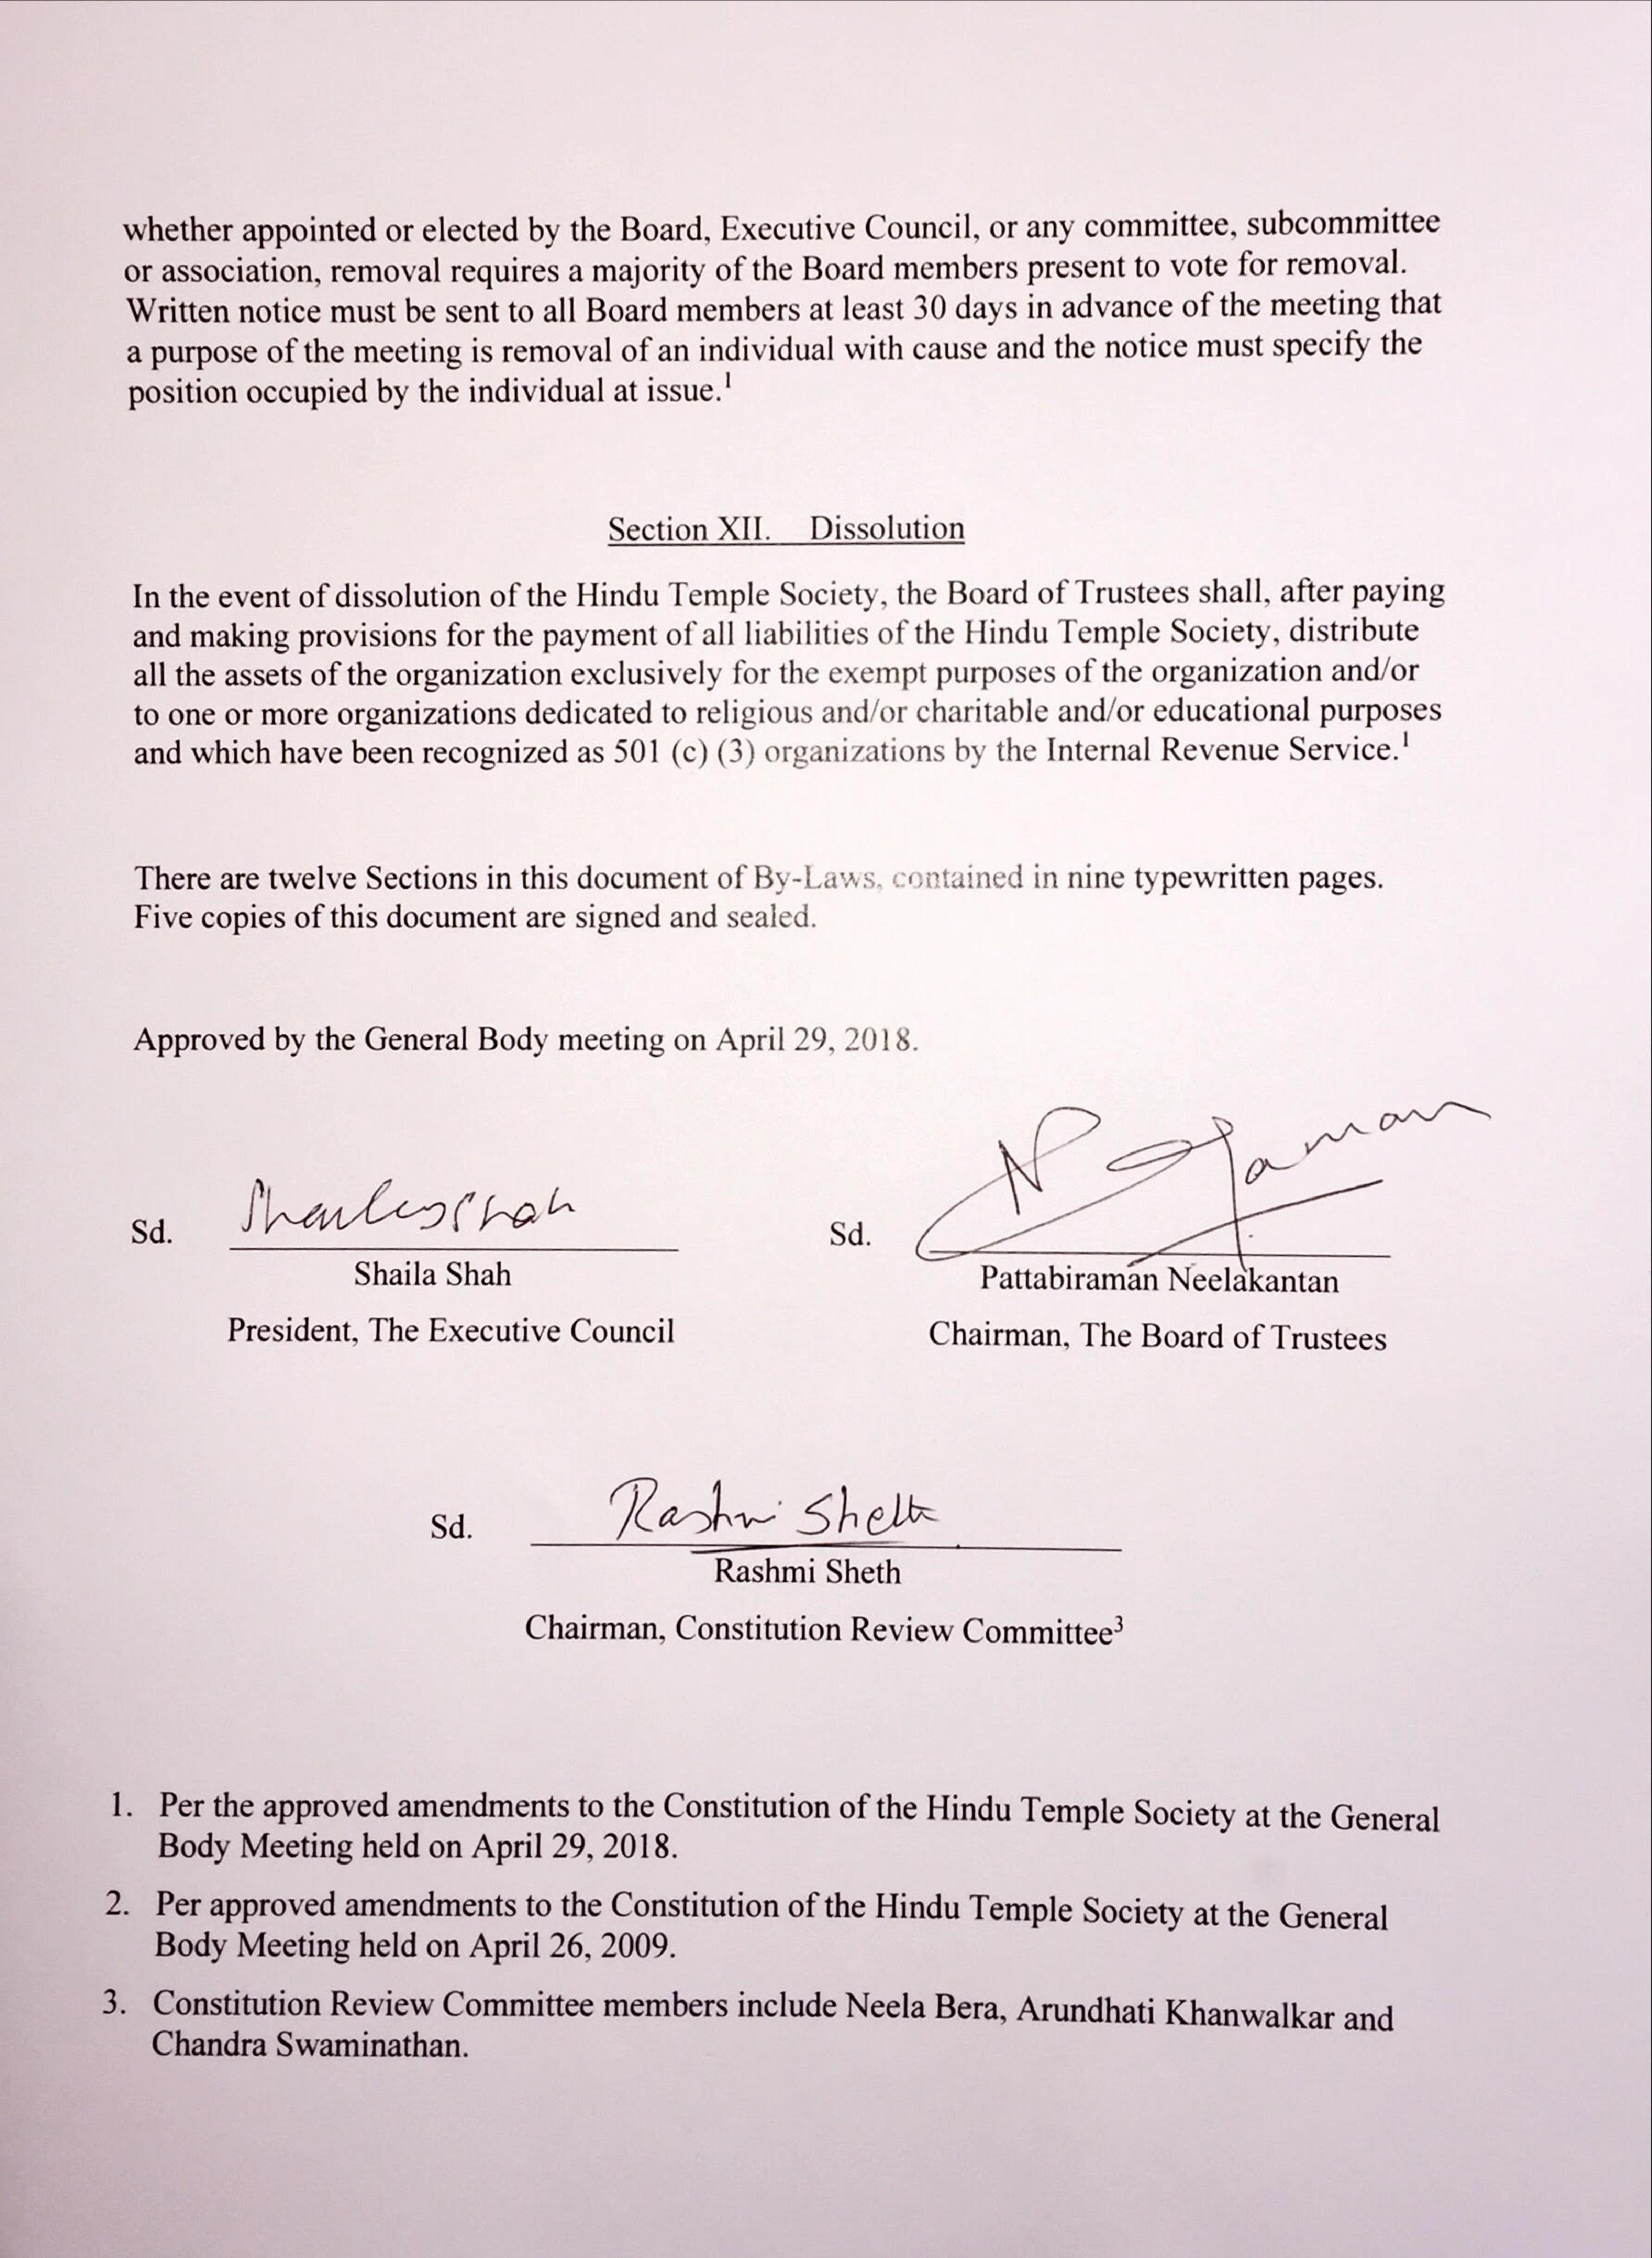 whether appointed or elected by the Board, Executive Council, or any committee, subcommittee
or association, removal requires a majority of the Board members present to vote for removal.
Written notice must be sent to all Board members at least 30 days in advance of the meeting that
a purpose of the meeting is removal of an individual with cause and the notice must specify the
position occupied by the individual at issue.¹
Section XII. Dissolution
In the event of dissolution of the Hindu Temple Society, the Board of Trustees shall, after paying
and making provisions for the payment of all liabilities of the Hindu Temple Society, distribute
all the assets of the organization exclusively for the exempt purposes of the organization and/or
to one or more organizations dedicated to religious and/or charitable and/or educational purposes
and which have been recognized as 501 (c) (3) organizations by the Internal Revenue Service.¹
There are twelve Sections in this document of By-Laws, contained in nine typewritten pages.
Five copies of this document are signed and sealed.
Approved by the General Body meeting on April 29, 2018.
Sd. Shaila Shah Sd.
Shaila Shah Pattabiraman Neelakantan
President, The Executive Council Chairman, The Board of Trustees
Sd. Rashmi Sheth
Rashmi Sheth
Chairman, Constitution Review Committee³
1. Per the approved amendments to the Constitution of the Hindu Temple Society at the General
Body Meeting held on April 29, 2018.
2. Per approved amendments to the Constitution of the Hindu Temple Society at the General
Body Meeting held on April 26, 2009.
3. Constitution Review Committee members include Neela Bera, Arundhati Khanwalkar and
Chandra Swaminathan.